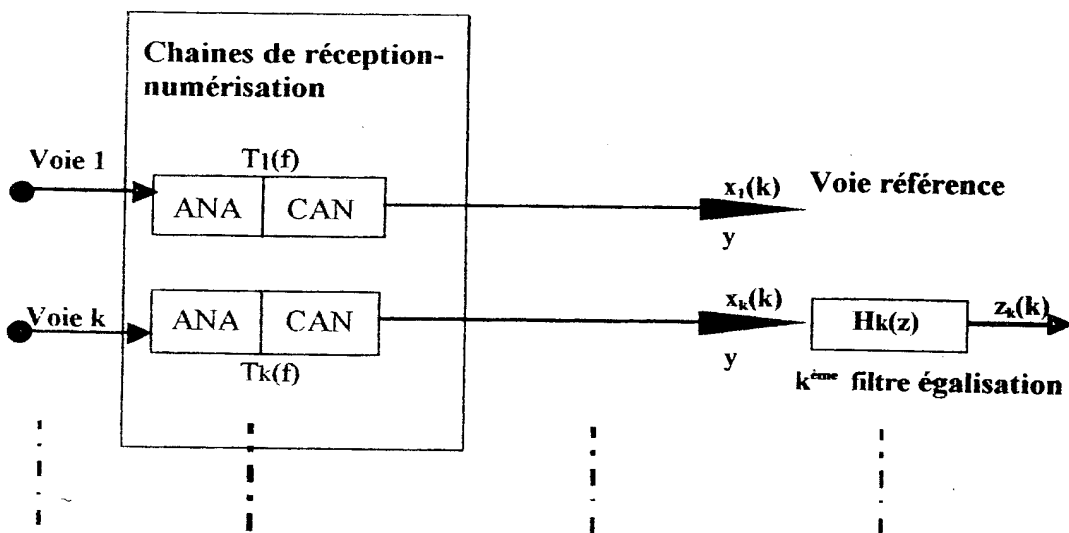 Chaines de réception-
numérisation
Voie 1
T1(f)
ANA CAN
x₁(k)
Voie référence
y
Voie k
ANA CAN
Tk(f)
xₖ(k)
y
Hk(z)
zₖ(k)
kᵉᵐᵉ filtre égalisation